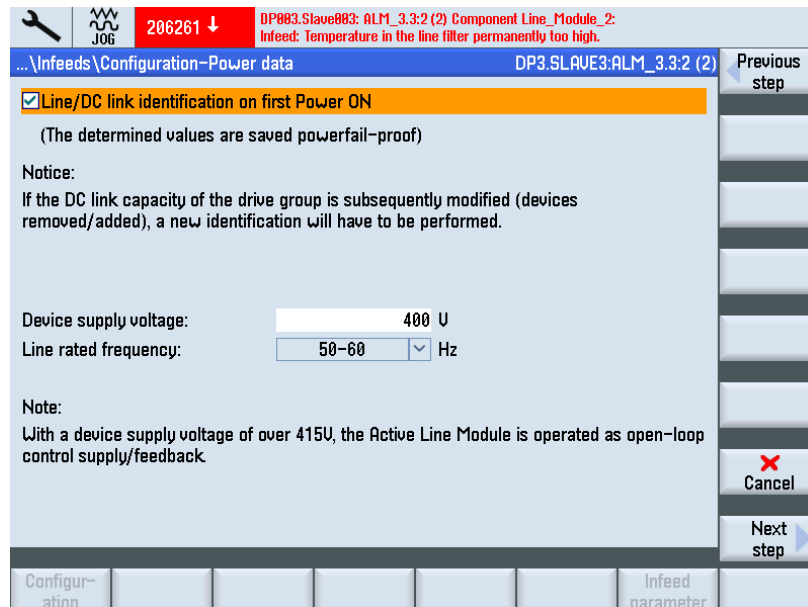 JOG
206261
DP003.Slave003: ALM_3.3:2 (2) Component Line_Module_2:
Infeed: Temperature in the line filter permanently too high.
...\Infeeds\Configuration-Power data
DP3.SLAVE3:ALM_3.3:2 (2)
Previous
step
Line/DC link identification on first Power ON
(The determined values are saved powerfail-proof)
Notice:
If the DC link capacity of the drive group is subsequently modified (devices
removed/added), a new identification will have to be performed.
Device supply voltage: 400 V
Line rated frequency: 50-60 Hz
Note:
With a device supply voltage of over 415V, the Active Line Module is operated as open-loop
control supply/feedback.
Cancel
Next
step
Configur-
ation
Infeed
parameter